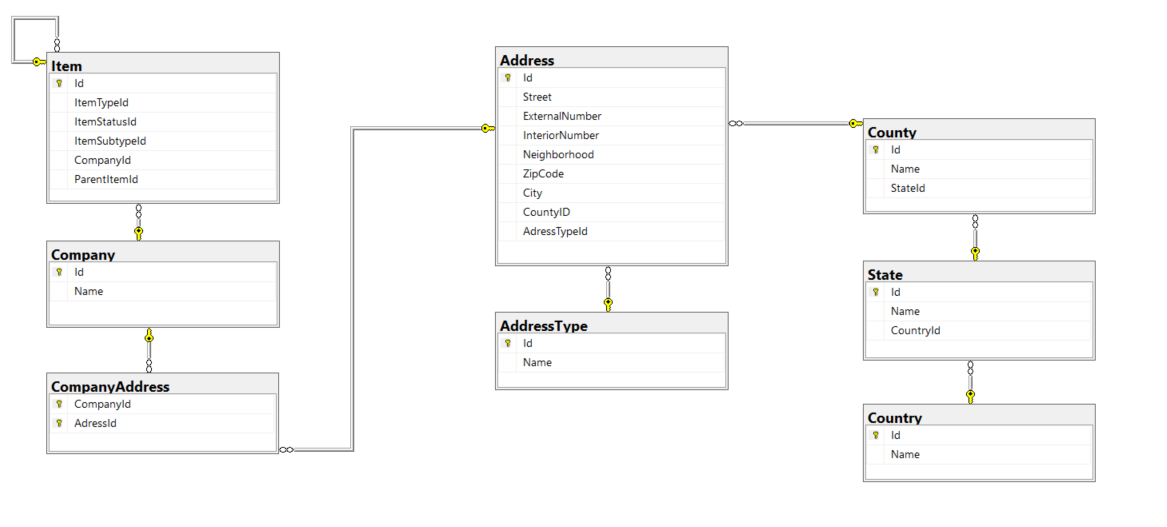 Item
Id
ItemTypeId
ItemStatusId
ItemSubtypeId
CompanyId
ParentItemId
Company
Id
Name
CompanyAddress
CompanyId
AdressId
Address
Id
Street
ExternalNumber
InteriorNumber
Neighborhood
ZipCode
City
CountyID
AdressTypeId
AddressType
Id
Name
County
Id
Name
StateId
State
Id
Name
CountryId
Country
Id
Name